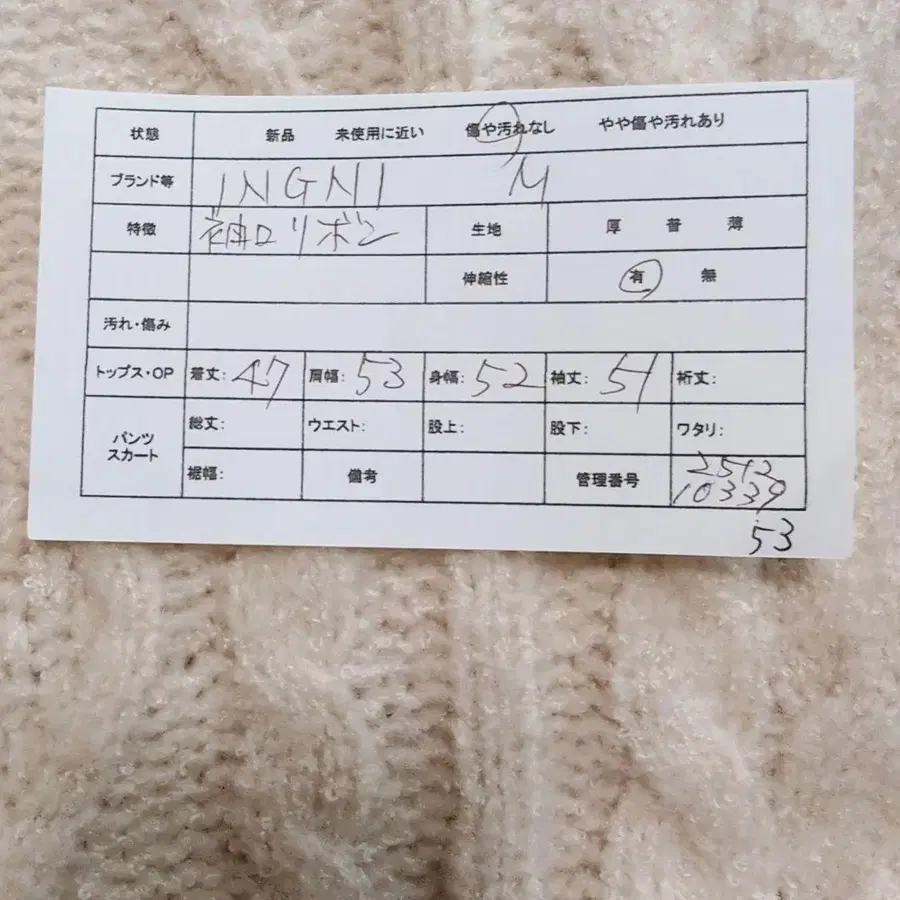 状態 新品 未使用に近い 傷や汚れなし やや傷や汚れあり
ブランド等 INGNI M
特徴 袖口リボン 生地 厚 普 薄
伸縮性 有 無
汚れ・傷み
トップス・OP 着丈: 47 肩幅: 53 身幅: 52 袖丈: 51 裄丈:
パンツ スカート 総丈: ウエスト: 股上: 股下: ワタリ:
裾幅: 備考 管理番号 2512
10339
53